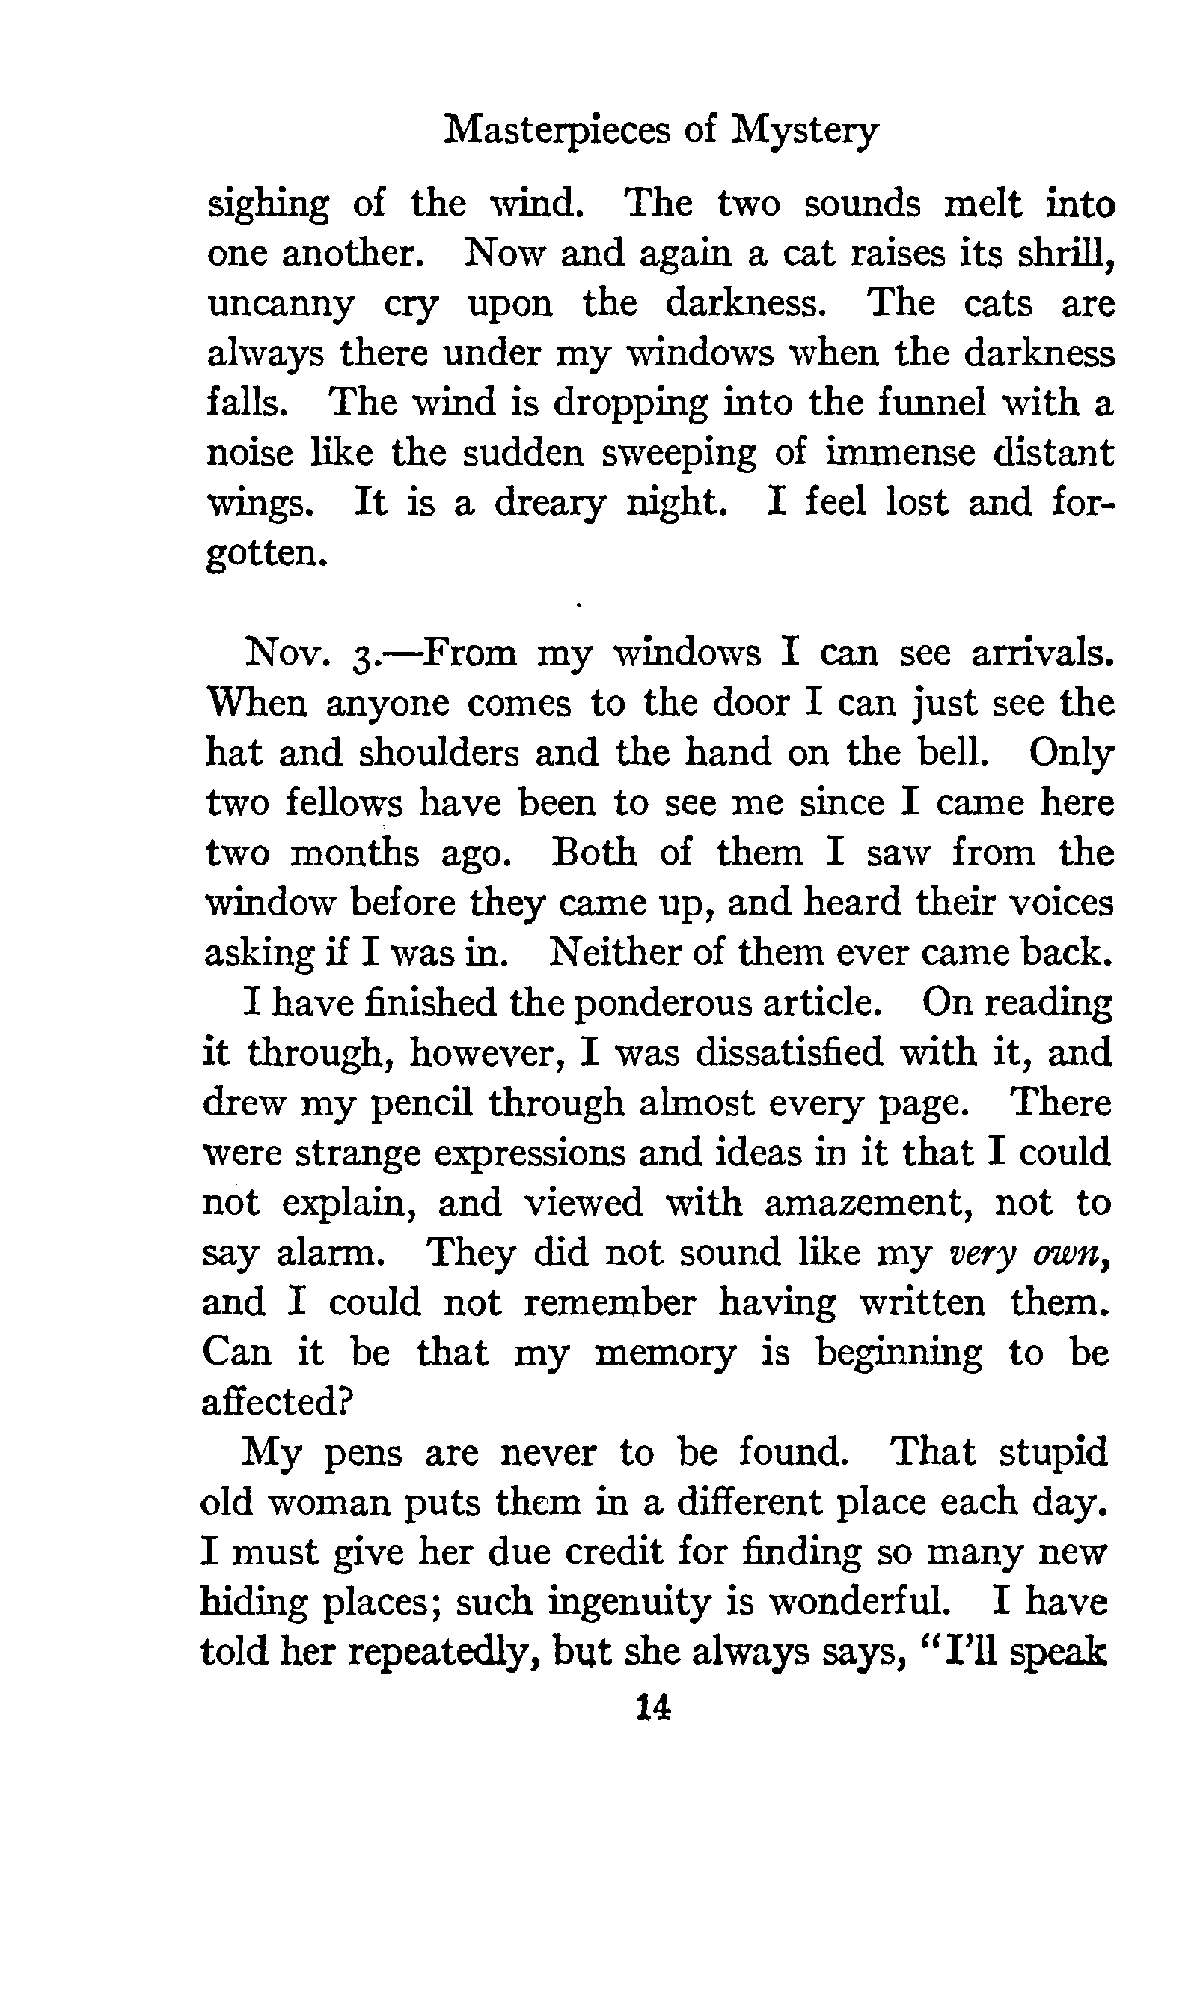 Masterpieces of Mystery
sighing of the wind. The two sounds melt into
one another. Now and again a cat raises its shrill,
uncanny cry upon the darkness. The cats are
always there under my windows when the darkness
falls. The wind is dropping into the funnel with a
noise like the sudden sweeping of immense distant
wings. It is a dreary night. I feel lost and for-
gotten.
Nov. 3.—From my windows I can see arrivals.
When anyone comes to the door I can just see the
hat and shoulders and the hand on the bell. Only
two fellows have been to see me since I came here
two months ago. Both of them I saw from the
window before they came up, and heard their voices
asking if I was in. Neither of them ever came back.
I have finished the ponderous article. On reading
it through, however, I was dissatisfied with it, and
drew my pencil through almost every page. There
were strange expressions and ideas in it that I could
not explain, and viewed with amazement, not to
say alarm. They did not sound like my very own,
and I could not remember having written them.
Can it be that my memory is beginning to be
affected?
My pens are never to be found. That stupid
old woman puts them in a different place each day.
I must give her due credit for finding so many new
hiding places; such ingenuity is wonderful. I have
told her repeatedly, but she always says, "I'll speak
14